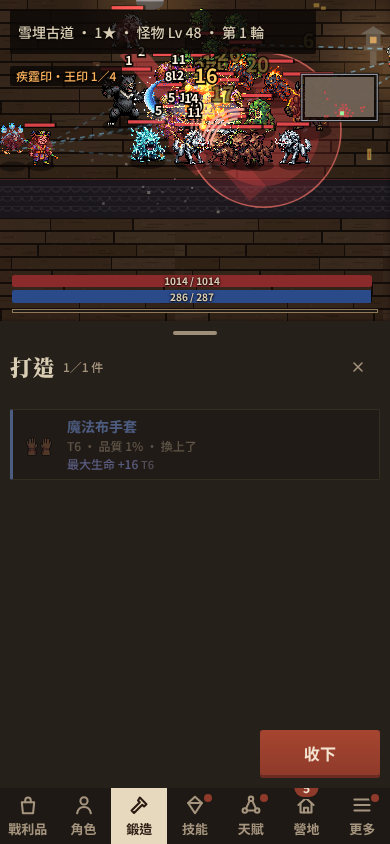 雪埋古道 • 1★ • 怪物 Lv 48 • 第 1 輪
疾霆印・王印 1／4
1014 / 1014
286 / 287
打造 1／1 件
×
魔法布手套
T6 • 品質 1% • 換上了
最大生命 +16 T6
收下
5
戰利品 角色 鍛造 技能 天賦 營地 更多